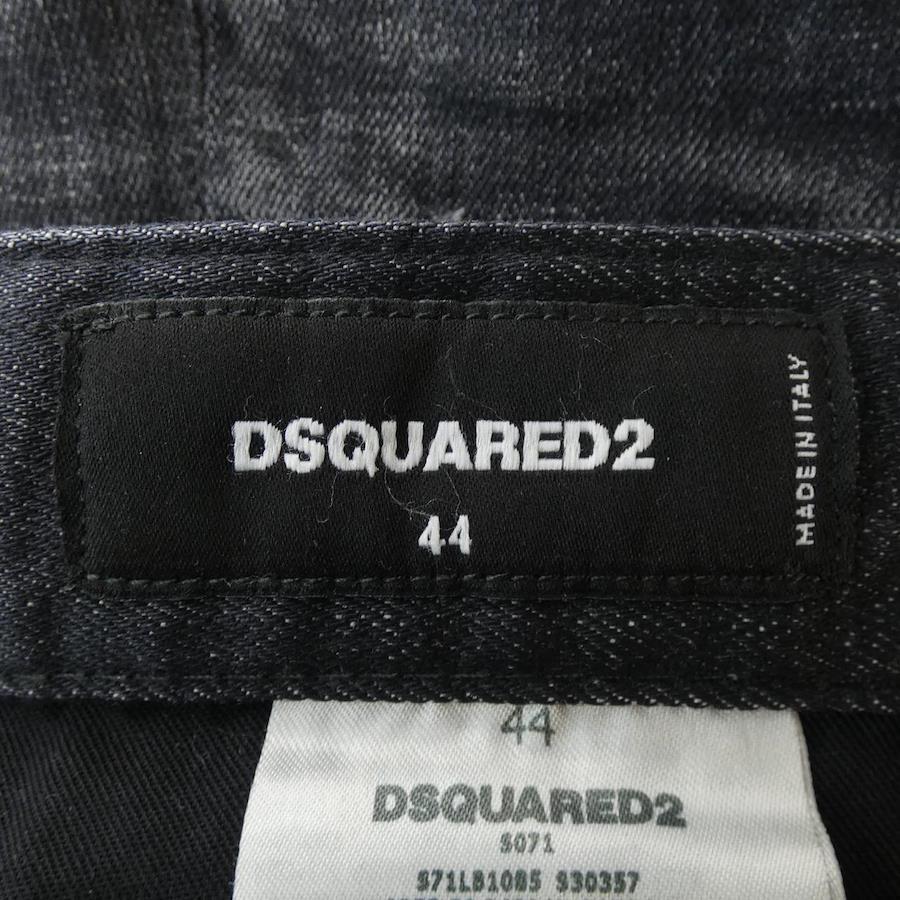 DSQUARED2
44
MADE IN ITALY
44
DSQUARED2
S071
S71LB1085 S30357